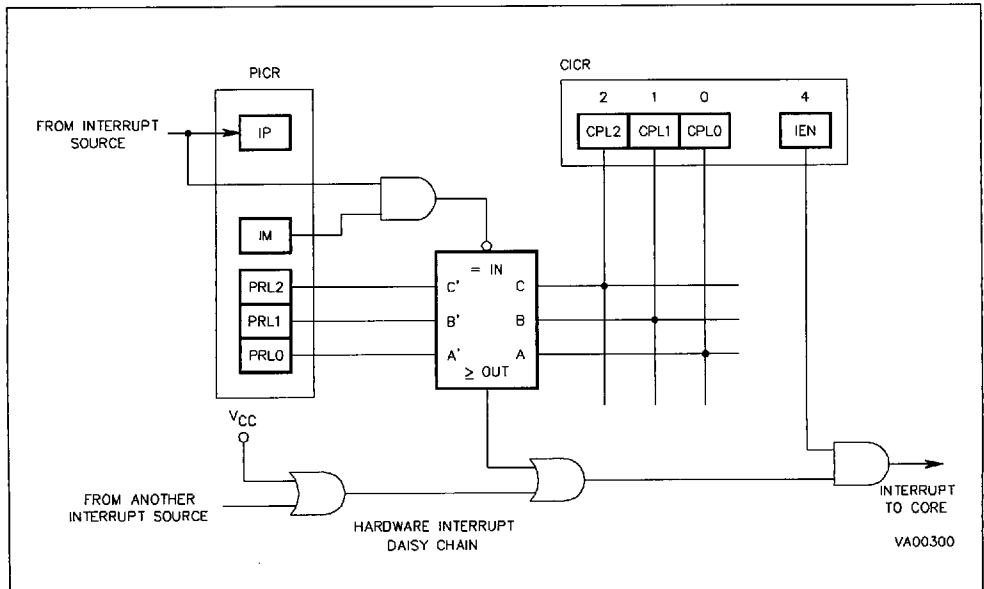 PICR
CICR
2 1 0 4
FROM INTERRUPT
SOURCE
IP
CPL2 CPL1 CPL0 IEN
IM
= IN
PRL2 C' C
PRL1 B' B
PRL0 A' A
≥ OUT
VCC
FROM ANOTHER
INTERRUPT SOURCE
HARDWARE INTERRUPT
DAISY CHAIN
INTERRUPT
TO CORE
VA00300